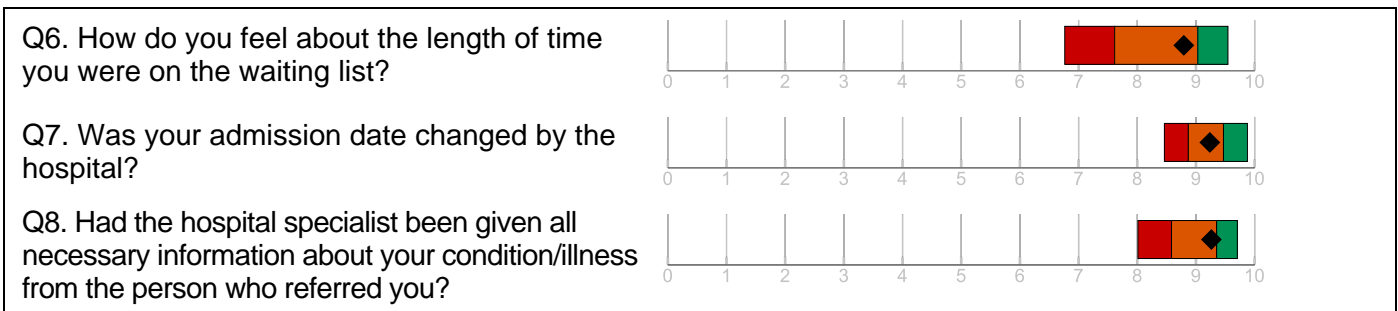 Q6. How do you feel about the length of time
you were on the waiting list?
0 1 2 3 4 5 6 7 8 9 10
Q7. Was your admission date changed by the
hospital?
0 1 2 3 4 5 6 7 8 9 10
Q8. Had the hospital specialist been given all
necessary information about your condition/illness
from the person who referred you?
0 1 2 3 4 5 6 7 8 9 10